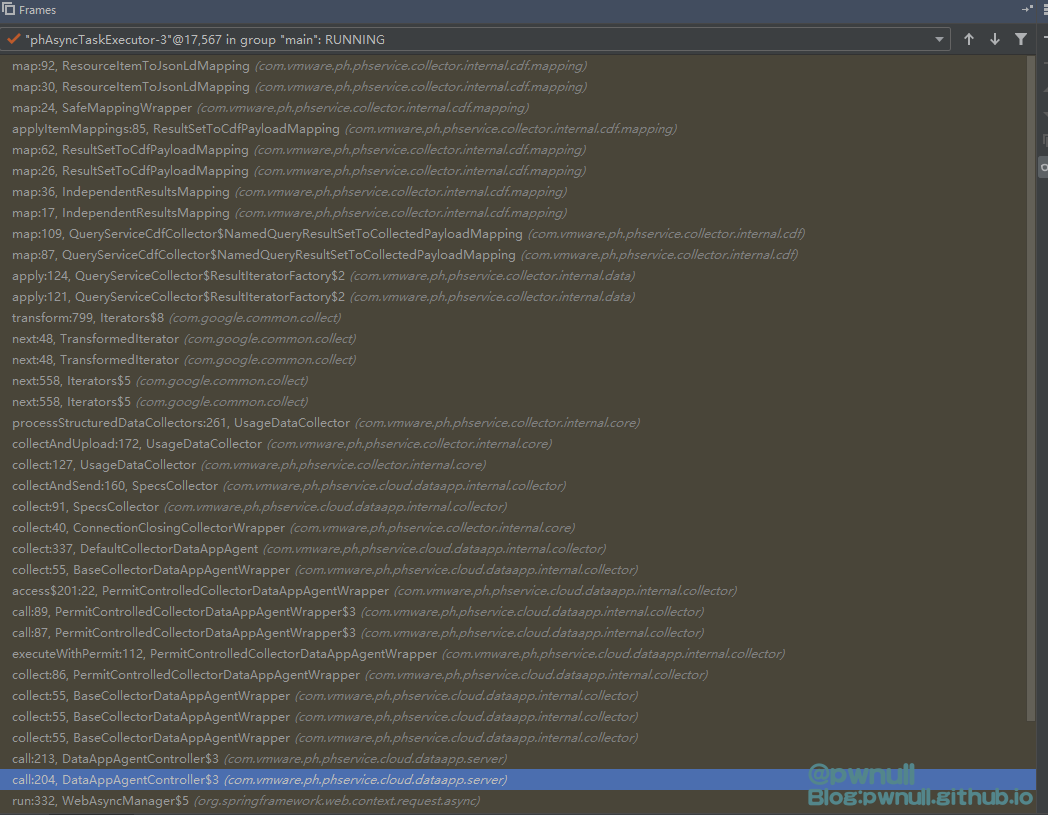 Frames
"phAsyncTaskExecutor-3"@17,567 in group "main": RUNNING
map:92, ResourceItemToJsonLdMapping (com.vmware.ph.phservice.collector.internal.cdf.mapping)
map:30, ResourceItemToJsonLdMapping (com.vmware.ph.phservice.collector.internal.cdf.mapping)
map:24, SafeMappingWrapper (com.vmware.ph.phservice.collector.internal.cdf.mapping)
applyItemMappings:85, ResultSetToCdfPayloadMapping (com.vmware.ph.phservice.collector.internal.cdf.mapping)
map:62, ResultSetToCdfPayloadMapping (com.vmware.ph.phservice.collector.internal.cdf.mapping)
map:26, ResultSetToCdfPayloadMapping (com.vmware.ph.phservice.collector.internal.cdf.mapping)
map:36, IndependentResultsMapping (com.vmware.ph.phservice.collector.internal.cdf.mapping)
map:17, IndependentResultsMapping (com.vmware.ph.phservice.collector.internal.cdf.mapping)
map:109, QueryServiceCdfCollector$NamedQueryResultSetToCollectedPayloadMapping (com.vmware.ph.phservice.collector.internal.cdf)
map:87, QueryServiceCdfCollector$NamedQueryResultSetToCollectedPayloadMapping (com.vmware.ph.phservice.collector.internal.cdf)
apply:124, QueryServiceCollector$ResultIteratorFactory$2 (com.vmware.ph.phservice.collector.internal.data)
apply:121, QueryServiceCollector$ResultIteratorFactory$2 (com.vmware.ph.phservice.collector.internal.data)
transform:799, Iterators$8 (com.google.common.collect)
next:48, TransformedIterator (com.google.common.collect)
next:48, TransformedIterator (com.google.common.collect)
next:558, Iterators$5 (com.google.common.collect)
next:558, Iterators$5 (com.google.common.collect)
processStructuredDataCollectors:261, UsageDataCollector (com.vmware.ph.phservice.collector.internal.core)
collectAndUpload:172, UsageDataCollector (com.vmware.ph.phservice.collector.internal.core)
collect:127, UsageDataCollector (com.vmware.ph.phservice.collector.internal.core)
collectAndSend:160, SpecsCollector (com.vmware.ph.phservice.cloud.dataapp.internal.collector)
collect:91, SpecsCollector (com.vmware.ph.phservice.cloud.dataapp.internal.collector)
collect:40, ConnectionClosingCollectorWrapper (com.vmware.ph.phservice.collector.internal.core)
collect:337, DefaultCollectorDataAppAgent (com.vmware.ph.phservice.cloud.dataapp.internal.collector)
collect:55, BaseCollectorDataAppAgentWrapper (com.vmware.ph.phservice.cloud.dataapp.internal.collector)
access$201:22, PermitControlledCollectorDataAppAgentWrapper (com.vmware.ph.phservice.cloud.dataapp.internal.collector)
call:89, PermitControlledCollectorDataAppAgentWrapper$3 (com.vmware.ph.phservice.cloud.dataapp.internal.collector)
call:87, PermitControlledCollectorDataAppAgentWrapper$3 (com.vmware.ph.phservice.cloud.dataapp.internal.collector)
executeWithPermit:112, PermitControlledCollectorDataAppAgentWrapper (com.vmware.ph.phservice.cloud.dataapp.internal.collector)
collect:86, PermitControlledCollectorDataAppAgentWrapper (com.vmware.ph.phservice.cloud.dataapp.internal.collector)
collect:55, BaseCollectorDataAppAgentWrapper (com.vmware.ph.phservice.cloud.dataapp.internal.collector)
collect:55, BaseCollectorDataAppAgentWrapper (com.vmware.ph.phservice.cloud.dataapp.internal.collector)
collect:55, BaseCollectorDataAppAgentWrapper (com.vmware.ph.phservice.cloud.dataapp.internal.collector)
call:213, DataAppAgentController$3 (com.vmware.ph.phservice.cloud.dataapp.server)
call:204, DataAppAgentController$3 (com.vmware.ph.phservice.cloud.dataapp.server)
run:332, WebAsyncManager$5 (org.springframework.web.context.request.async)
@pwnull
Blog:pwnull.github.io